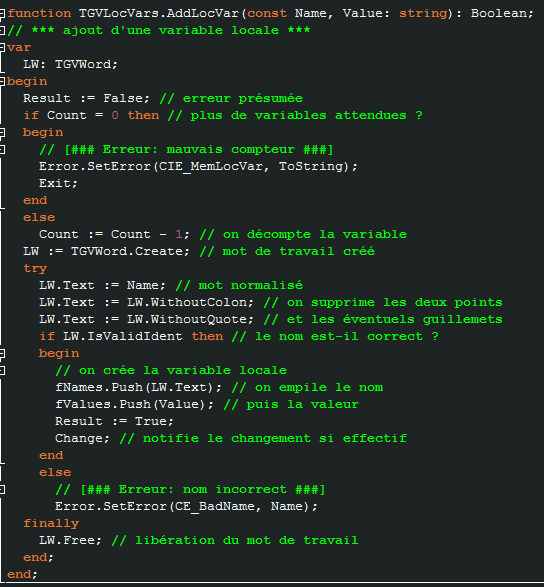 function TGVLocVars.AddLocVar(const Name, Value: string): Boolean;
// *** ajout d'une variable locale ***
var
  LW: TGVWord;
begin
  Result := False; // erreur présumée
  if Count = 0 then // plus de variables attendues ?
  begin
    // [### Erreur: mauvais compteur ###]
    Error.SetError(CIE_MemLocVar, ToString);
    Exit;
  end
  else
    Count := Count - 1; // on décompte la variable
  LW := TGVWord.Create; // mot de travail créé
  try
    LW.Text := Name; // mot normalisé
    LW.Text := LW.WithoutColon; // on supprime les deux points
    LW.Text := LW.WithoutQuote; // et les éventuels guillemets
    if LW.IsValidIdent then // le nom est-il correct ?
    begin
      // on crée la variable locale
      fNames.Push(LW.Text); // on empile le nom
      fValues.Push(Value); // puis la valeur
      Result := True;
      Change; // notifie le changement si effectif
    end
    else
      // [### Erreur: nom incorrect ###]
      Error.SetError(CE_BadName, Name);
  finally
    LW.Free; // libération du mot de travail
  end;
end;